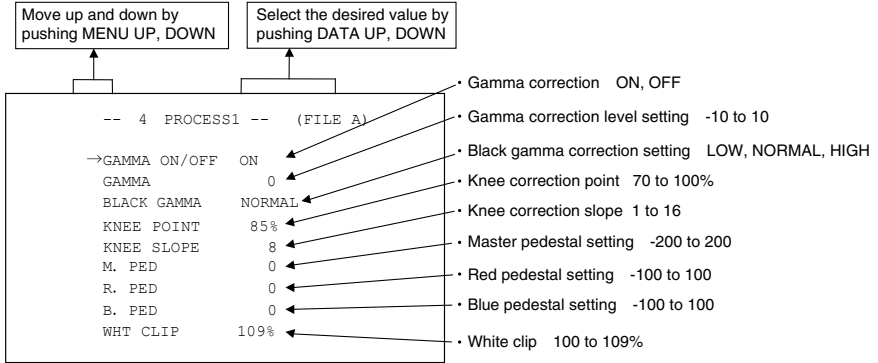 Move up and down by
pushing MENU UP, DOWN
Select the desired value by
pushing DATA UP, DOWN
-- 4 PROCESS1 -- (FILE A)
→GAMMA ON/OFF ON
GAMMA 0
BLACK GAMMA NORMAL
KNEE POINT 85%
KNEE SLOPE 8
M. PED 0
R. PED 0
B. PED 0
WHT CLIP 109%
・Gamma correction ON, OFF
・Gamma correction level setting -10 to 10
・Black gamma correction setting LOW, NORMAL, HIGH
・Knee correction point 70 to 100%
・Knee correction slope 1 to 16
・Master pedestal setting -200 to 200
・Red pedestal setting -100 to 100
・Blue pedestal setting -100 to 100
・White clip 100 to 109%